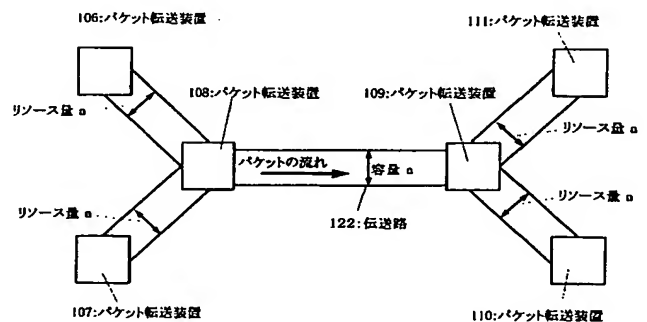 106:パケット転送装置
111:パケット転送装置
リソース量 n
108:パケット転送装置
109:パケット転送装置
リソース量 n
パケットの流れ
容量 n
リソース量 n
リソース量 n
122:伝送路
107:パケット転送装置
110:パケット転送装置